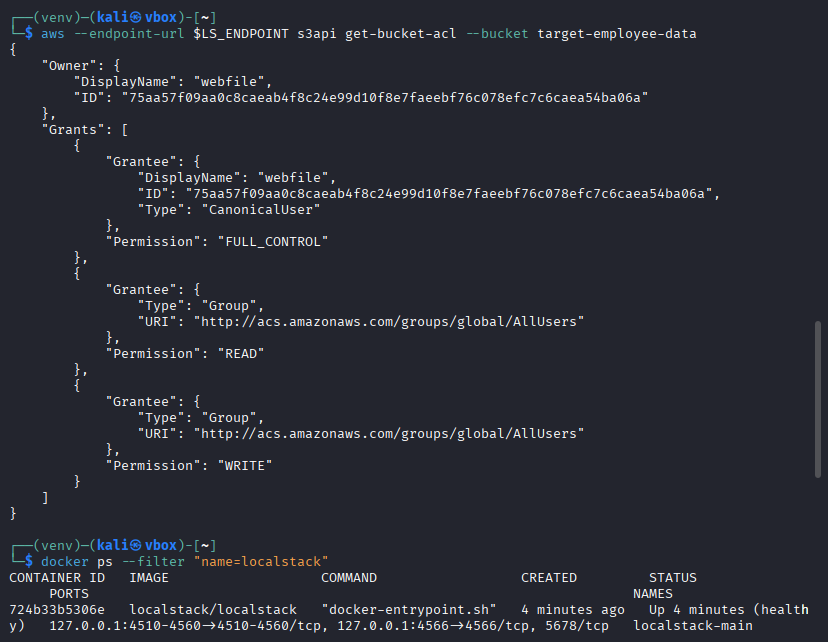 ┌──(venv)─(kali㉿vbox)-[~]
└─$ aws --endpoint-url $LS_ENDPOINT s3api get-bucket-acl --bucket target-employee-data
{
    "Owner": {
        "DisplayName": "webfile",
        "ID": "75aa57f09aa0c8caeab4f8c24e99d10f8e7faeebf76c078efc7c6caea54ba06a"
    },
    "Grants": [
        {
            "Grantee": {
                "DisplayName": "webfile",
                "ID": "75aa57f09aa0c8caeab4f8c24e99d10f8e7faeebf76c078efc7c6caea54ba06a",
                "Type": "CanonicalUser"
            },
            "Permission": "FULL_CONTROL"
        },
        {
            "Grantee": {
                "Type": "Group",
                "URI": "http://acs.amazonaws.com/groups/global/AllUsers"
            },
            "Permission": "READ"
        },
        {
            "Grantee": {
                "Type": "Group",
                "URI": "http://acs.amazonaws.com/groups/global/AllUsers"
            },
            "Permission": "WRITE"
        }
    ]
}
┌──(venv)─(kali㉿vbox)-[~]
└─$ docker ps --filter "name=localstack"
CONTAINER ID   IMAGE                   COMMAND                  CREATED         STATUS
     PORTS                                                                    NAMES
724b33b5306e   localstack/localstack   "docker-entrypoint.sh"   4 minutes ago   Up 4 minutes (health
y)   127.0.0.1:4510-4560→4510-4560/tcp, 127.0.0.1:4566→4566/tcp, 5678/tcp   localstack-main